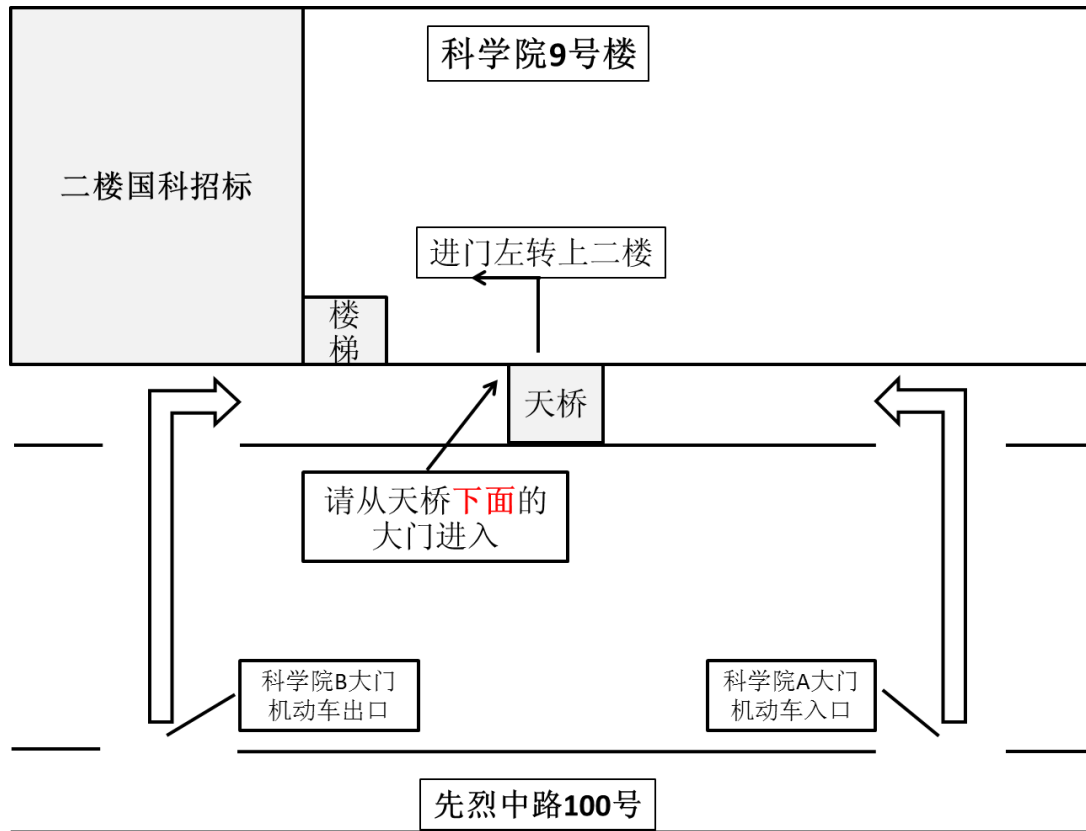 科学院9号楼
二楼国科招标
进门左转上二楼
楼
梯
天桥
请从天桥下面的
大门进入
科学院B大门
机动车出口
科学院A大门
机动车入口
先烈中路100号